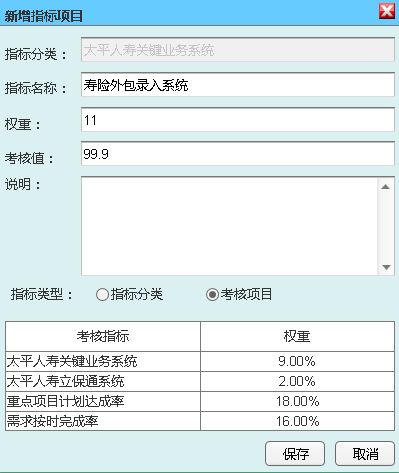 新增指标项目
指标分类： 太平人寿关键业务系统
指标名称： 寿险外包录入系统
权重： 11
考核值： 99.9
说明：
指标类型： 指标分类 考核项目
考核指标 权重
太平人寿关键业务系统 9.00%
太平人寿立保通系统 2.00%
重点项目计划达成率 18.00%
需求按时完成率 16.00%
保存 取消